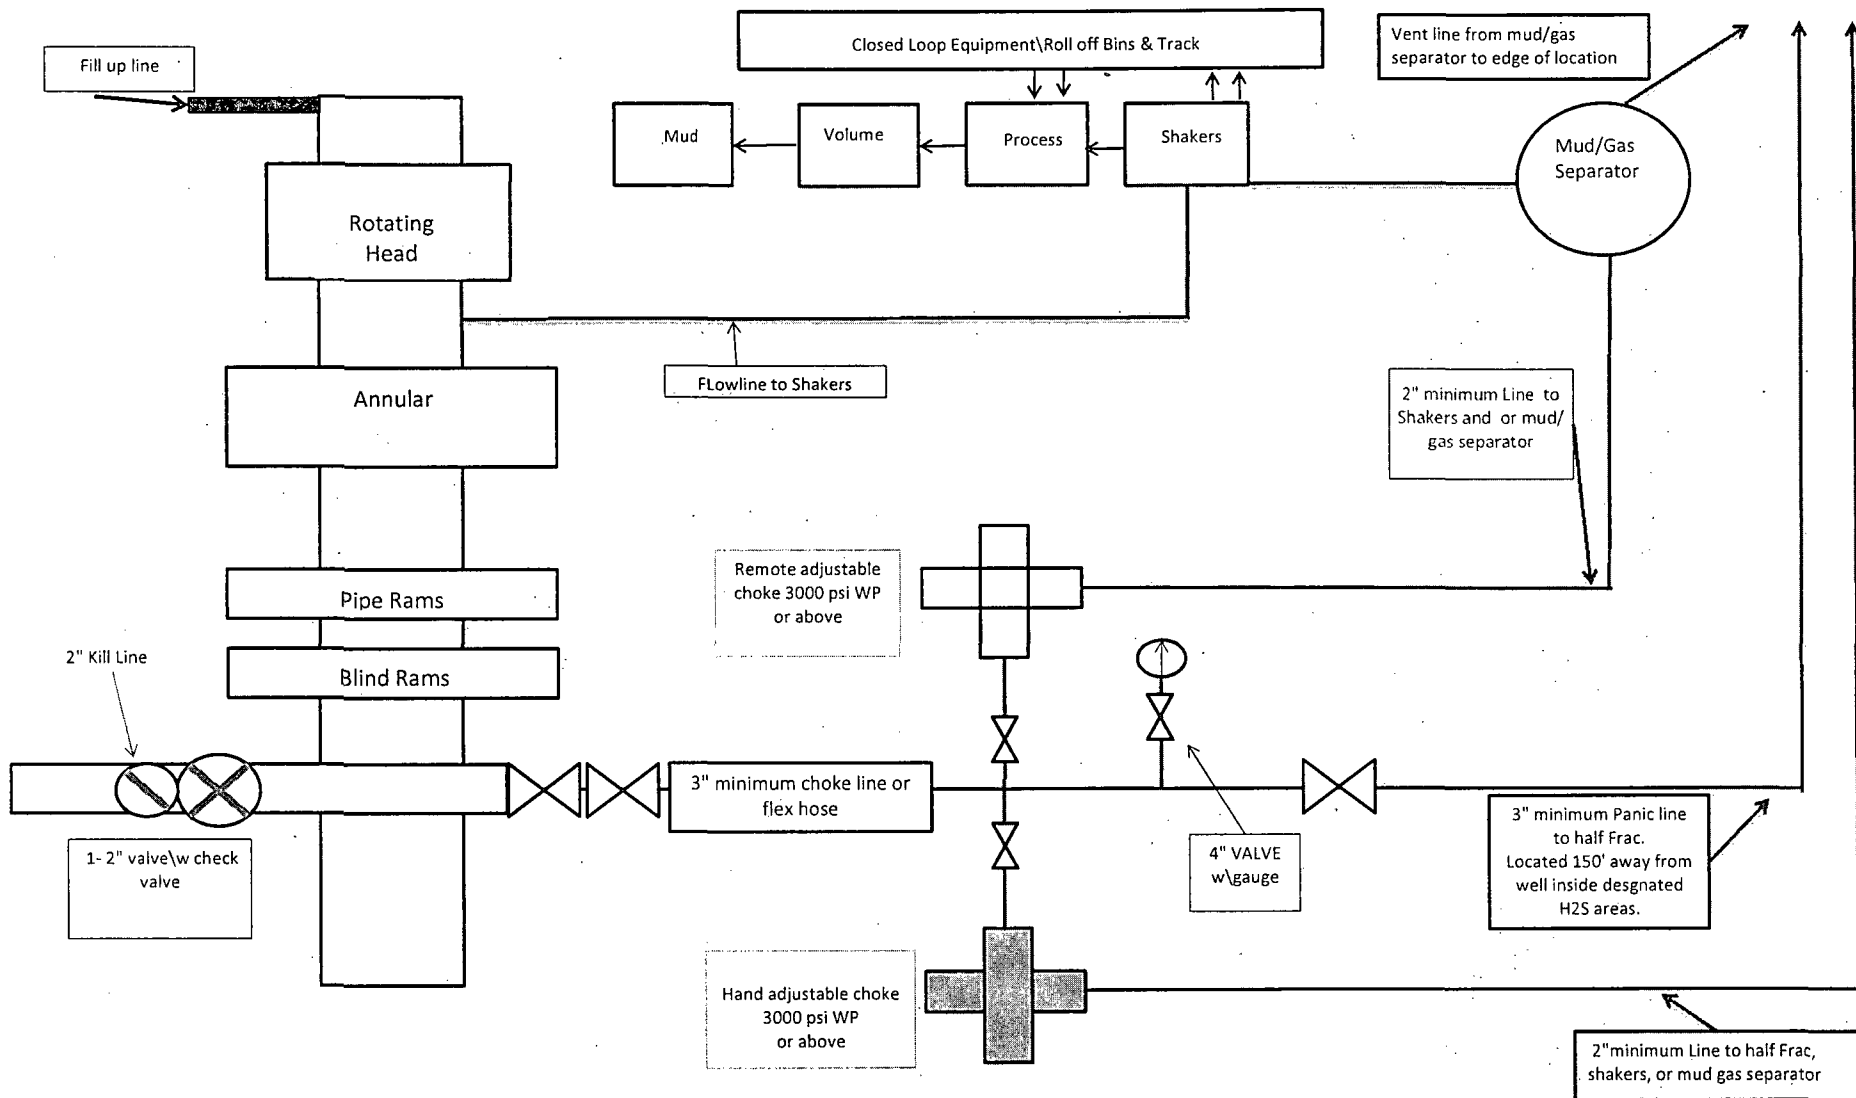 Fill up line
Closed Loop Equipment\Roll off Bins & Track
Vent line from mud/gas
separator to edge of location
Mud
Volume
Process
Shakers
Mud/Gas
Separator
Rotating
Head
FLowline to Shakers
Annular
2" minimum Line to
Shakers and or mud/
gas separator
Remote adjustable
choke 3000 psi WP
or above
Pipe Rams
2" Kill Line
Blind Rams
3" minimum choke line or
flex hose
1- 2" valve\w check
valve
4" VALVE
w\gauge
3" minimum Panic line
to half Frac.
Located 150' away from
well inside desgnated
H2S areas.
Hand adjustable choke
3000 psi WP
or above
2"minimum Line to half Frac,
shakers, or mud gas separator